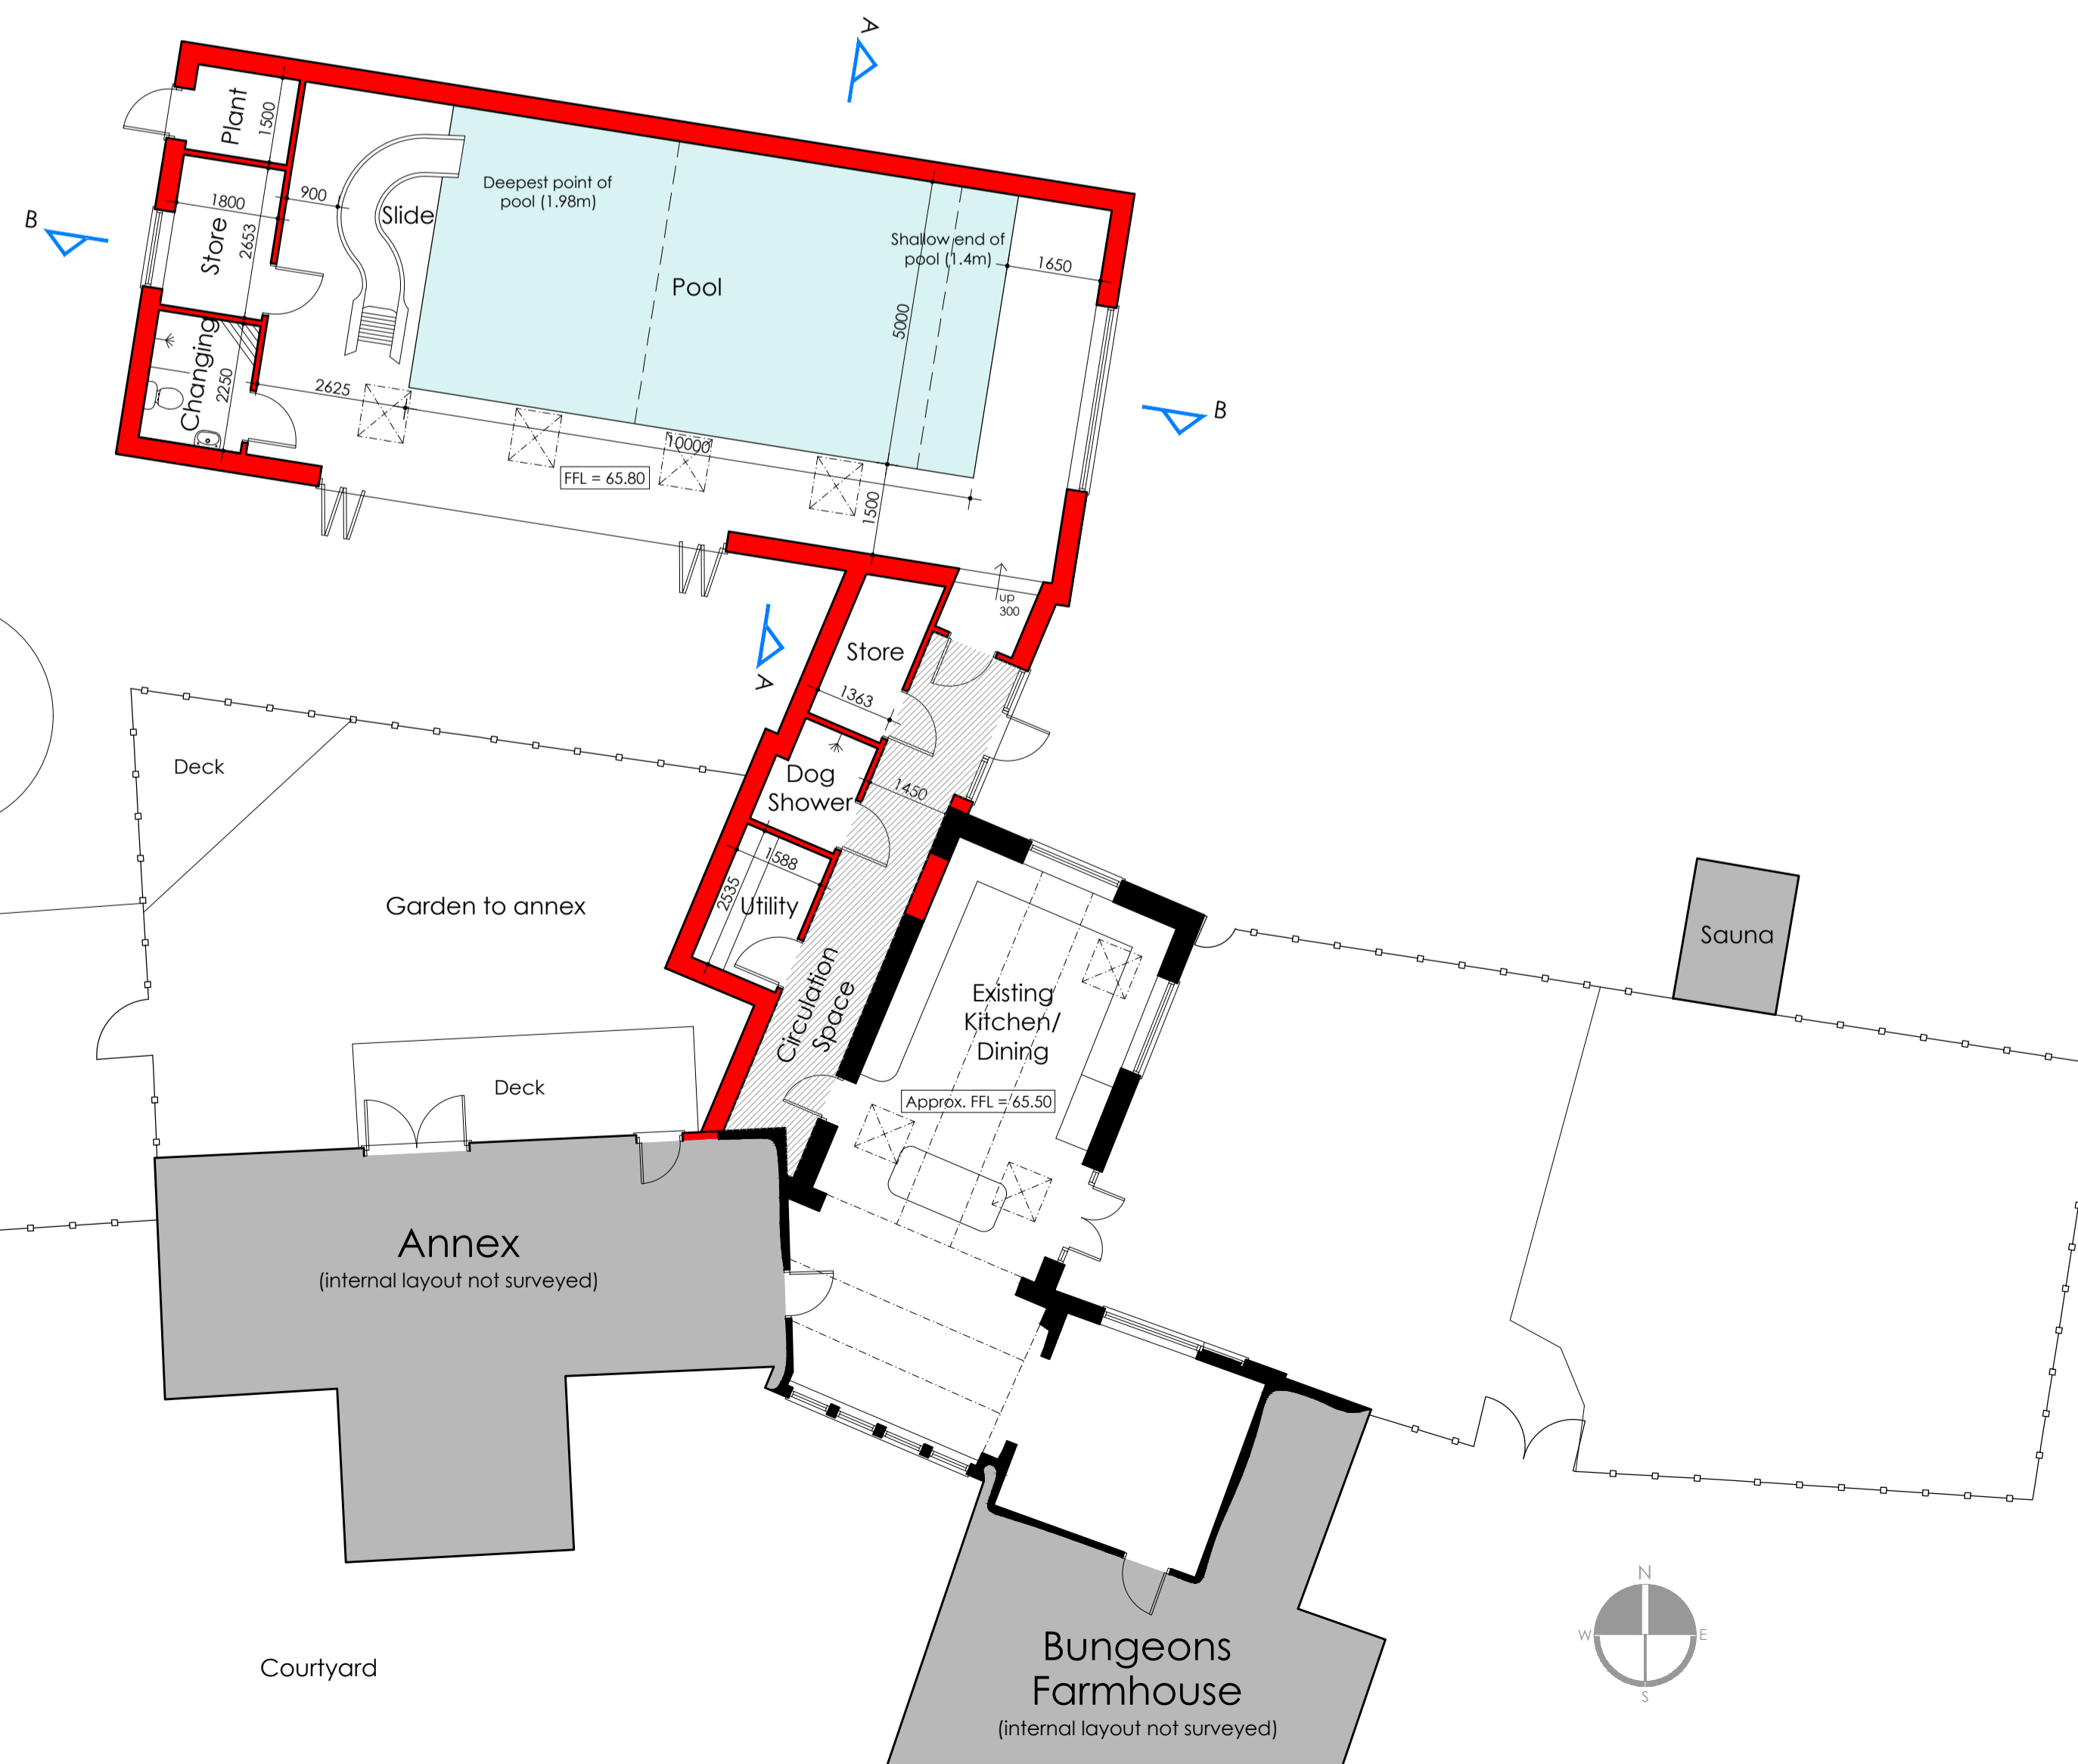 A
Plant
1500
B
1800
Store
2653
900
Slide
Deepest point of
pool (1.98m)
Pool
Shallow end of
pool (1.4m)
1650
5000
Changing
2250
2625
10000
FFL = 65.80
1500
B
up
300
Store
1363
A
Deck
Dog
Shower
1450
1588
2535
Utility
Garden to annex
Circulation
Space
Existing
Kitchen/
Dining
Approx. FFL = 65.50
Sauna
Deck
Annex
(internal layout not surveyed)
Courtyard
Bungeons
Farmhouse
(internal layout not surveyed)
N
W
E
S